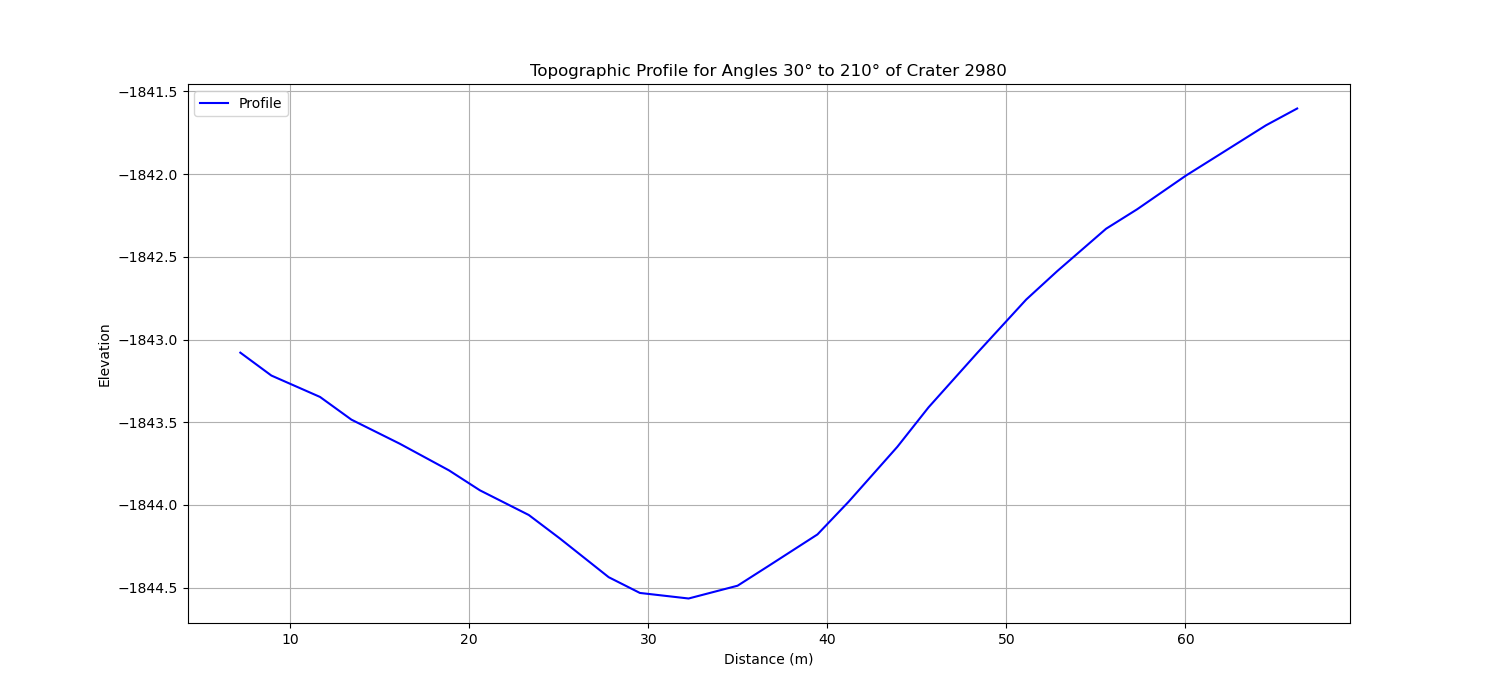 Topographic Profile for Angles 30° to 210° of Crater 2980
Profile
−1841.5
−1842.0
−1842.5
−1843.0
−1843.5
−1844.0
−1844.5
Elevation
10 20 30 40 50 60
Distance (m)